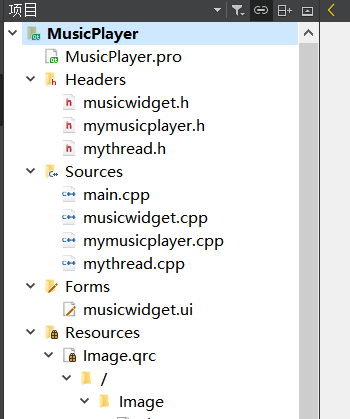 项目
MusicPlayer
MusicPlayer.pro
Headers
musicwidget.h
mymusicplayer.h
mythread.h
Sources
main.cpp
musicwidget.cpp
mymusicplayer.cpp
mythread.cpp
Forms
musicwidget.ui
Resources
Image.qrc
/
Image